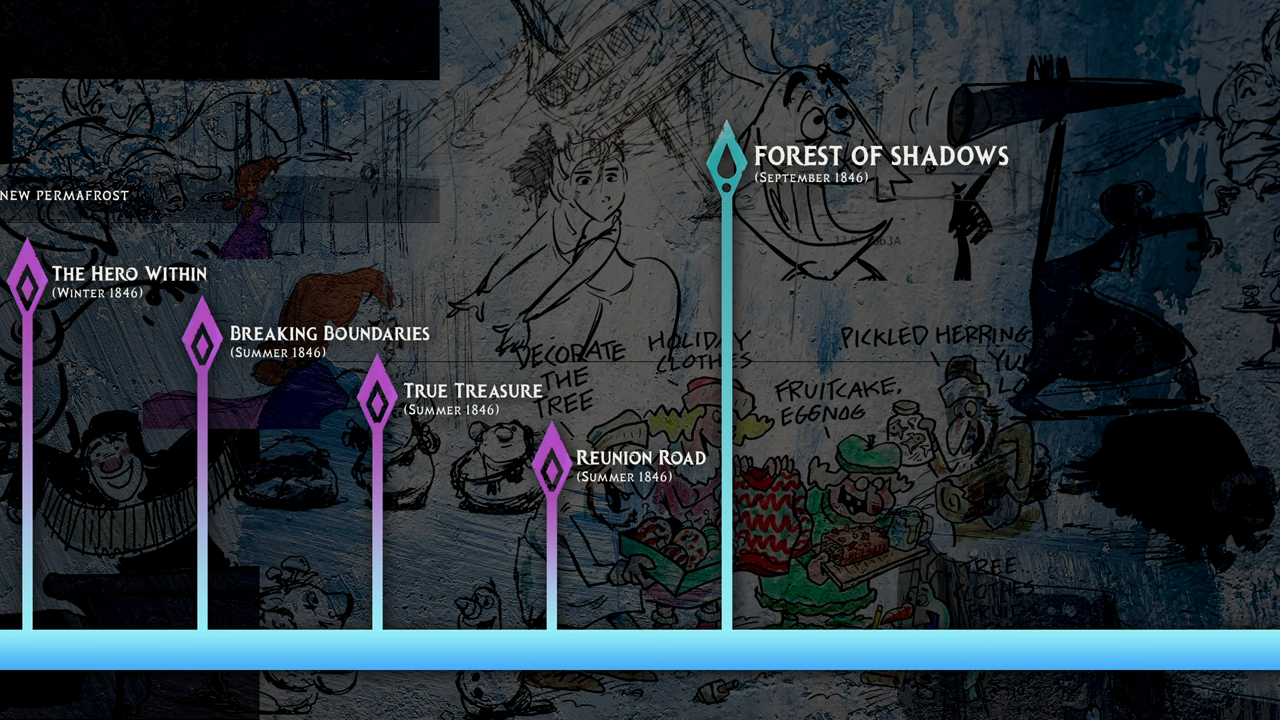 NEW PERMAFROST
THE HERO WITHIN
(WINTER 1846)
BREAKING BOUNDARIES
(SUMMER 1846)
TRUE TREASURE
(SUMMER 1846)
REUNION ROAD
(SUMMER 1846)
FOREST OF SHADOWS
(SEPTEMBER 1846)
DECORATE
THE
TREE
HOLIDAY
CLOTHES
FRUITCAKE,
EGGNOG
PICKLED HERRING